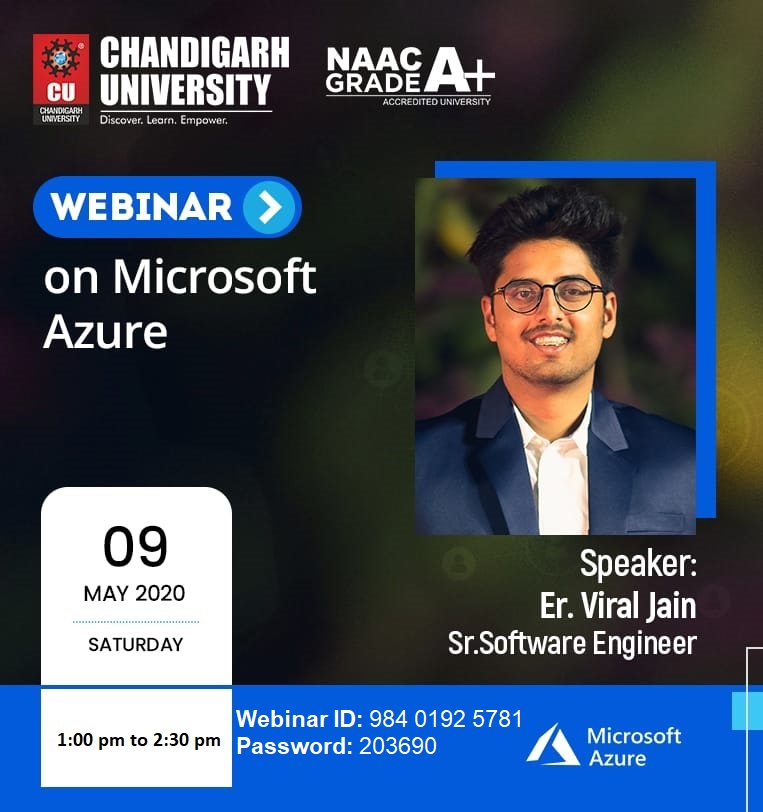 CU
CHANDIGARH
UNIVERSITY
®
CHANDIGARH
UNIVERSITY
Discover. Learn. Empower.
NAAC
GRADE A+
ACCREDITED UNIVERSITY
WEBINAR
on Microsoft
Azure
09
MAY 2020
SATURDAY
1:00 pm to 2:30 pm
Speaker:
Er. Viral Jain
Sr.Software Engineer
Webinar ID: 984 0192 5781
Password: 203690
Microsoft
Azure